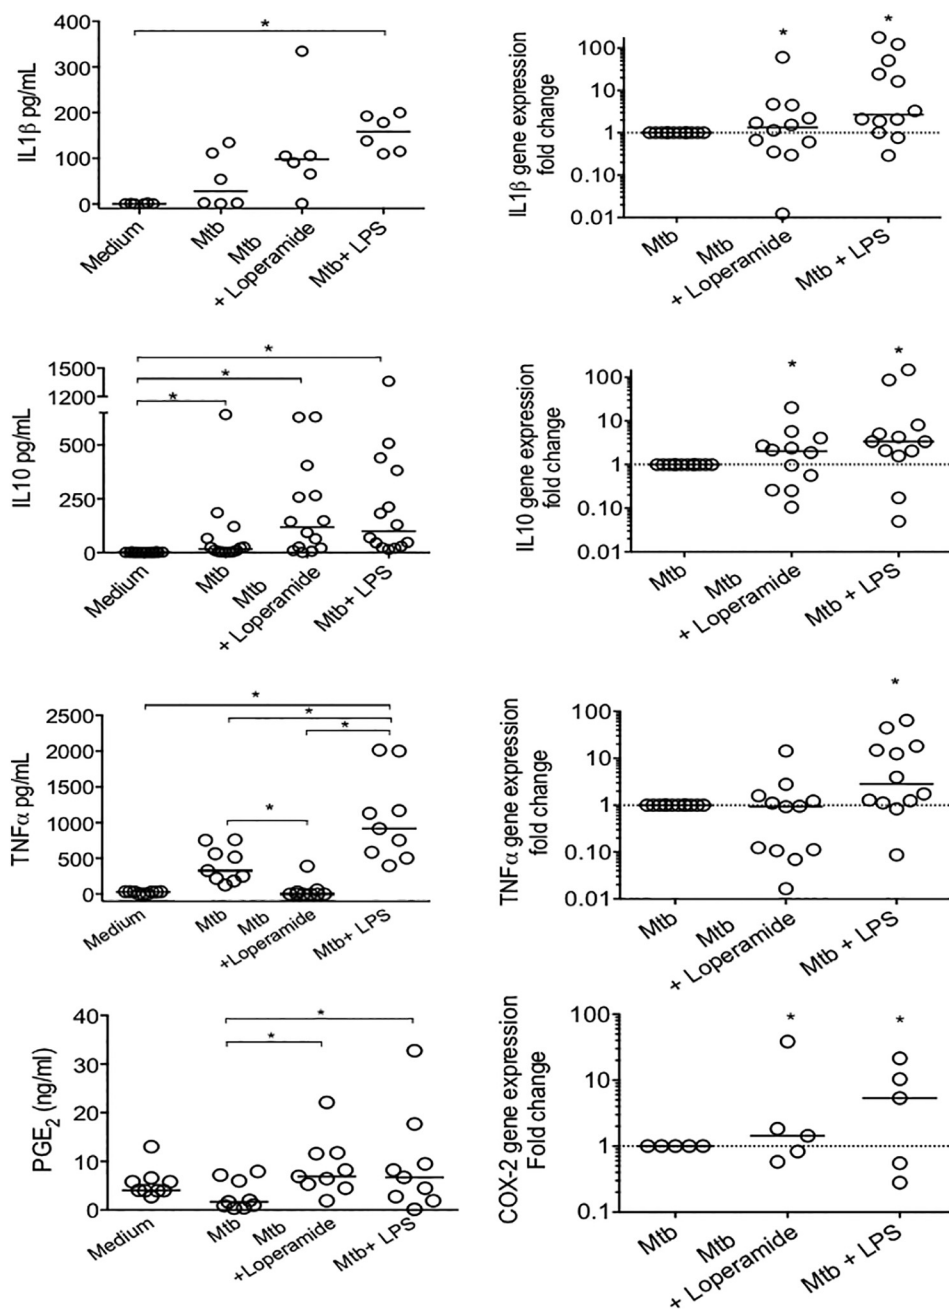 *
400
300
200
100
0
IL1β pg/mL
Medium
Mtb
Mtb
+ Loperamide
Mtb+ LPS
*
*
100
10
1
0.1
0.01
IL1β gene expression
fold change
Mtb
Mtb
+ Loperamide
Mtb + LPS
*
*
*
1500
1200
500
250
0
IL10 pg/mL
Medium
Mtb
Mtb
+ Loperamide
Mtb+ LPS
*
*
100
10
1
0.10
0.01
IL10 gene expression
fold change
Mtb
Mtb
+ Loperamide
Mtb + LPS
*
*
*
*
2500
2000
1500
1000
500
0
TNFα pg/mL
Medium
Mtb
Mtb
+Loperamide
Mtb+ LPS
*
100
10
1
0.10
0.01
TNFα gene expression
fold change
Mtb
Mtb
+ Loperamide
Mtb + LPS
*
*
40
30
20
10
0
PGE2 (ng/ml)
Medium
Mtb
Mtb
+Loperamide
Mtb+ LPS
*
*
100
10
1
0.1
COX-2 gene expression
Fold change
Mtb
Mtb
+ Loperamide
Mtb + LPS